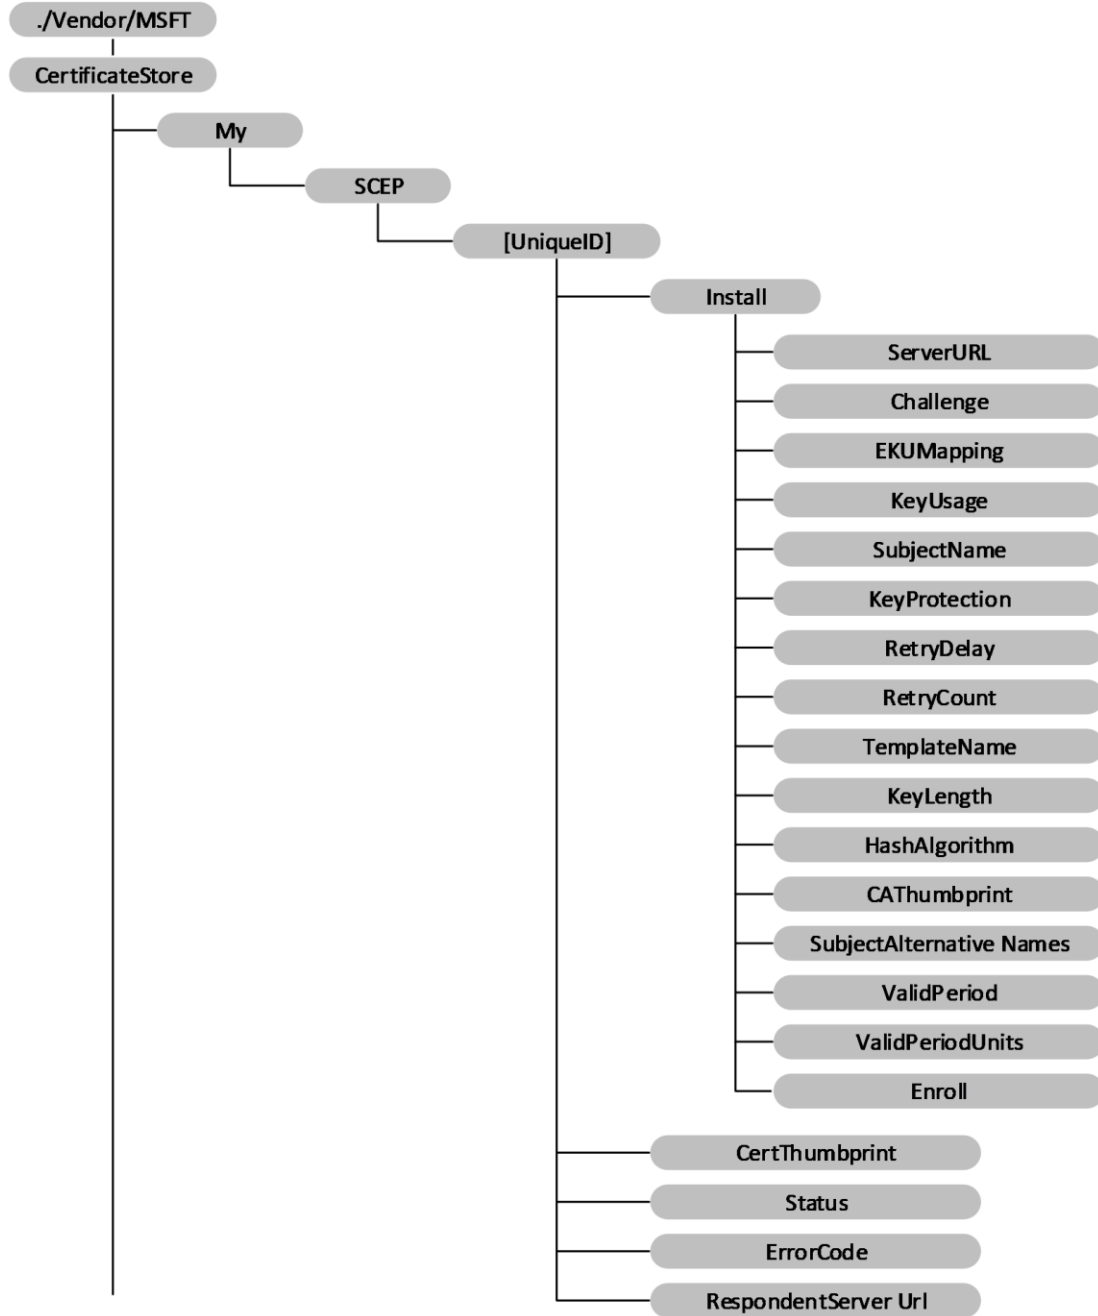 ./Vendor/MSFT
CertificateStore
My
SCEP
[UniqueID]
Install
ServerURL
Challenge
EKUMapping
KeyUsage
SubjectName
KeyProtection
RetryDelay
RetryCount
TemplateName
KeyLength
HashAlgorithm
CAThumbprint
SubjectAlternative Names
ValidPeriod
ValidPeriodUnits
Enroll
CertThumbprint
Status
ErrorCode
RespondentServer Url